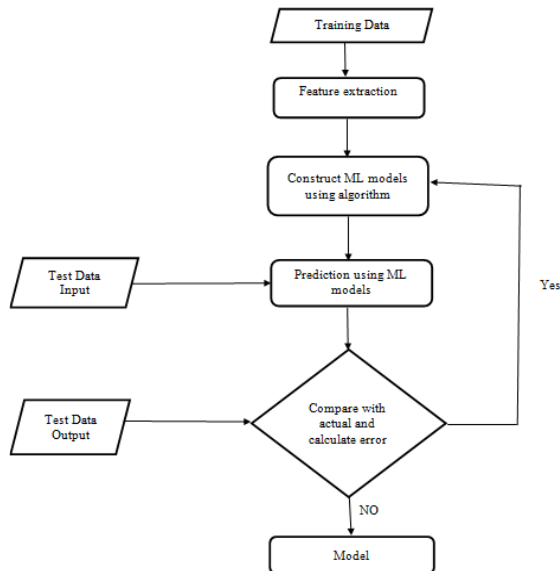 Training Data
Feature extraction
Construct ML models
using algorithm
Test Data
Input
Prediction using ML
models
Yes
Test Data
Output
Compare with
actual and
calculate error
NO
Model